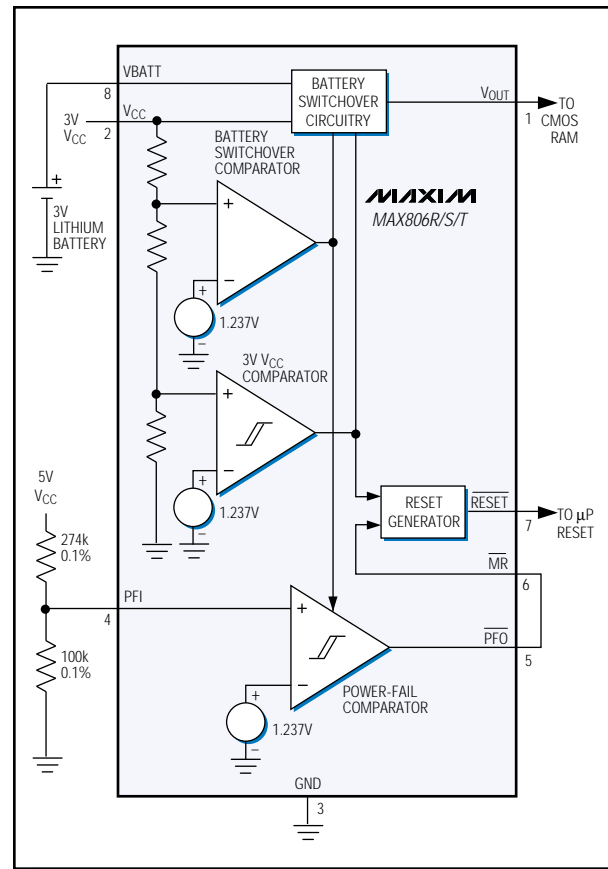 VBATT
8
3V
VCC
VCC
2
BATTERY
SWITCHOVER
CIRCUITRY
VOUT
1
TO
CMOS
RAM
BATTERY
SWITCHOVER
COMPARATOR
MAXIM
MAX806R/S/T
+
3V
LITHIUM
BATTERY
+
−
+
1.237V
−
3V VCC
COMPARATOR
+
−
+
1.237V
−
RESET
GENERATOR
RESET
7
TO µP
RESET
MR
6
5V
VCC
274k
0.1%
PFI
4
100k
0.1%
+
−
PFO
5
POWER-FAIL
COMPARATOR
+
1.237V
−
GND
3